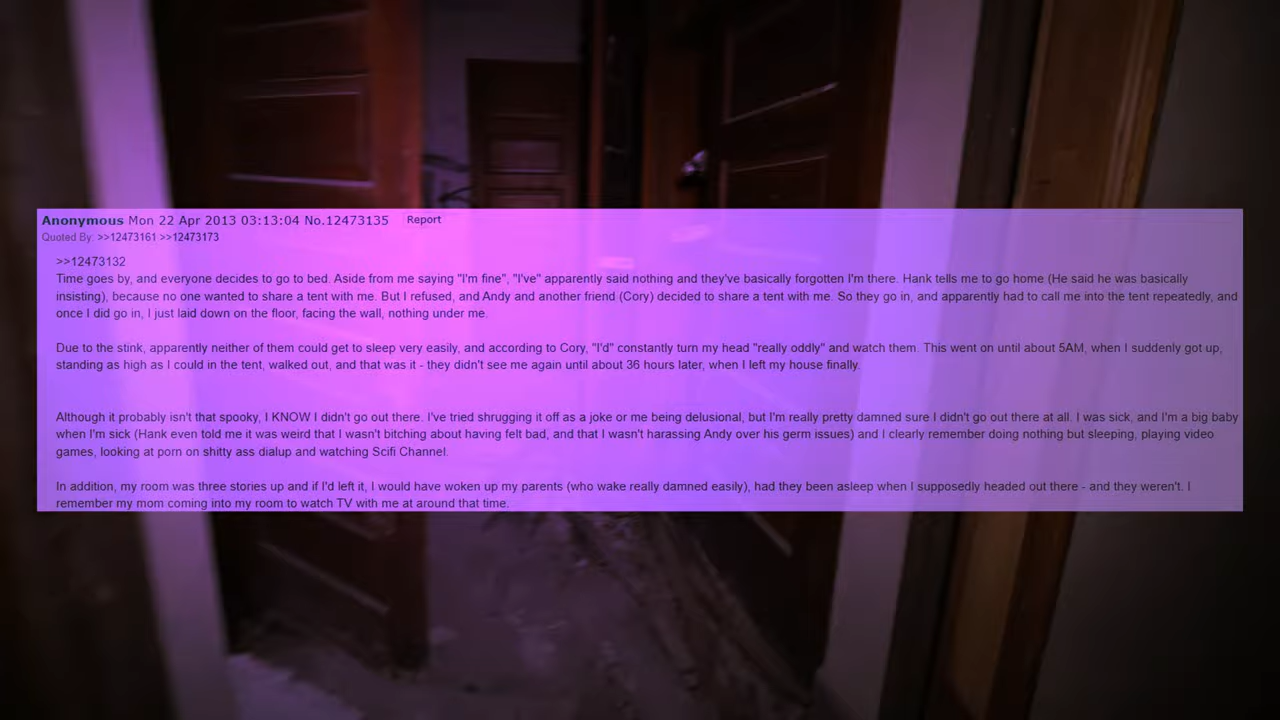 Anonymous Mon 22 Apr 2013 03:13:04 No.12473135 Report
Quoted By: >>12473161 >>12473173
>>12473132
Time goes by, and everyone decides to go to bed. Aside from me saying "I'm fine", "I've" apparently said nothing and they've basically forgotten I'm there. Hank tells me to go home (He said he was basically
insisting), because no one wanted to share a tent with me. But I refused, and Andy and another friend (Cory) decided to share a tent with me. So they go in, and apparently had to call me into the tent repeatedly, and
once I did go in, I just laid down on the floor, facing the wall, nothing under me.
Due to the stink, apparently neither of them could get to sleep very easily, and according to Cory, "I'd" constantly turn my head "really oddly" and watch them. This went on until about 5AM, when I suddenly got up,
standing as high as I could in the tent, walked out, and that was it - they didn't see me again until about 36 hours later, when I left my house finally.
Although it probably isn't that spooky, I KNOW I didn't go out there. I've tried shrugging it off as a joke or me being delusional, but I'm really pretty damned sure I didn't go out there at all. I was sick, and I'm a big baby
when I'm sick (Hank even told me it was weird that I wasn't bitching about having felt bad, and that I wasn't harassing Andy over his germ issues) and I clearly remember doing nothing but sleeping, playing video
games, looking at porn on shitty ass dialup and watching Scifi Channel.
In addition, my room was three stories up and if I'd left it, I would have woken up my parents (who wake really damned easily), had they been asleep when I supposedly headed out there - and they weren't. I
remember my mom coming into my room to watch TV with me at around that time.